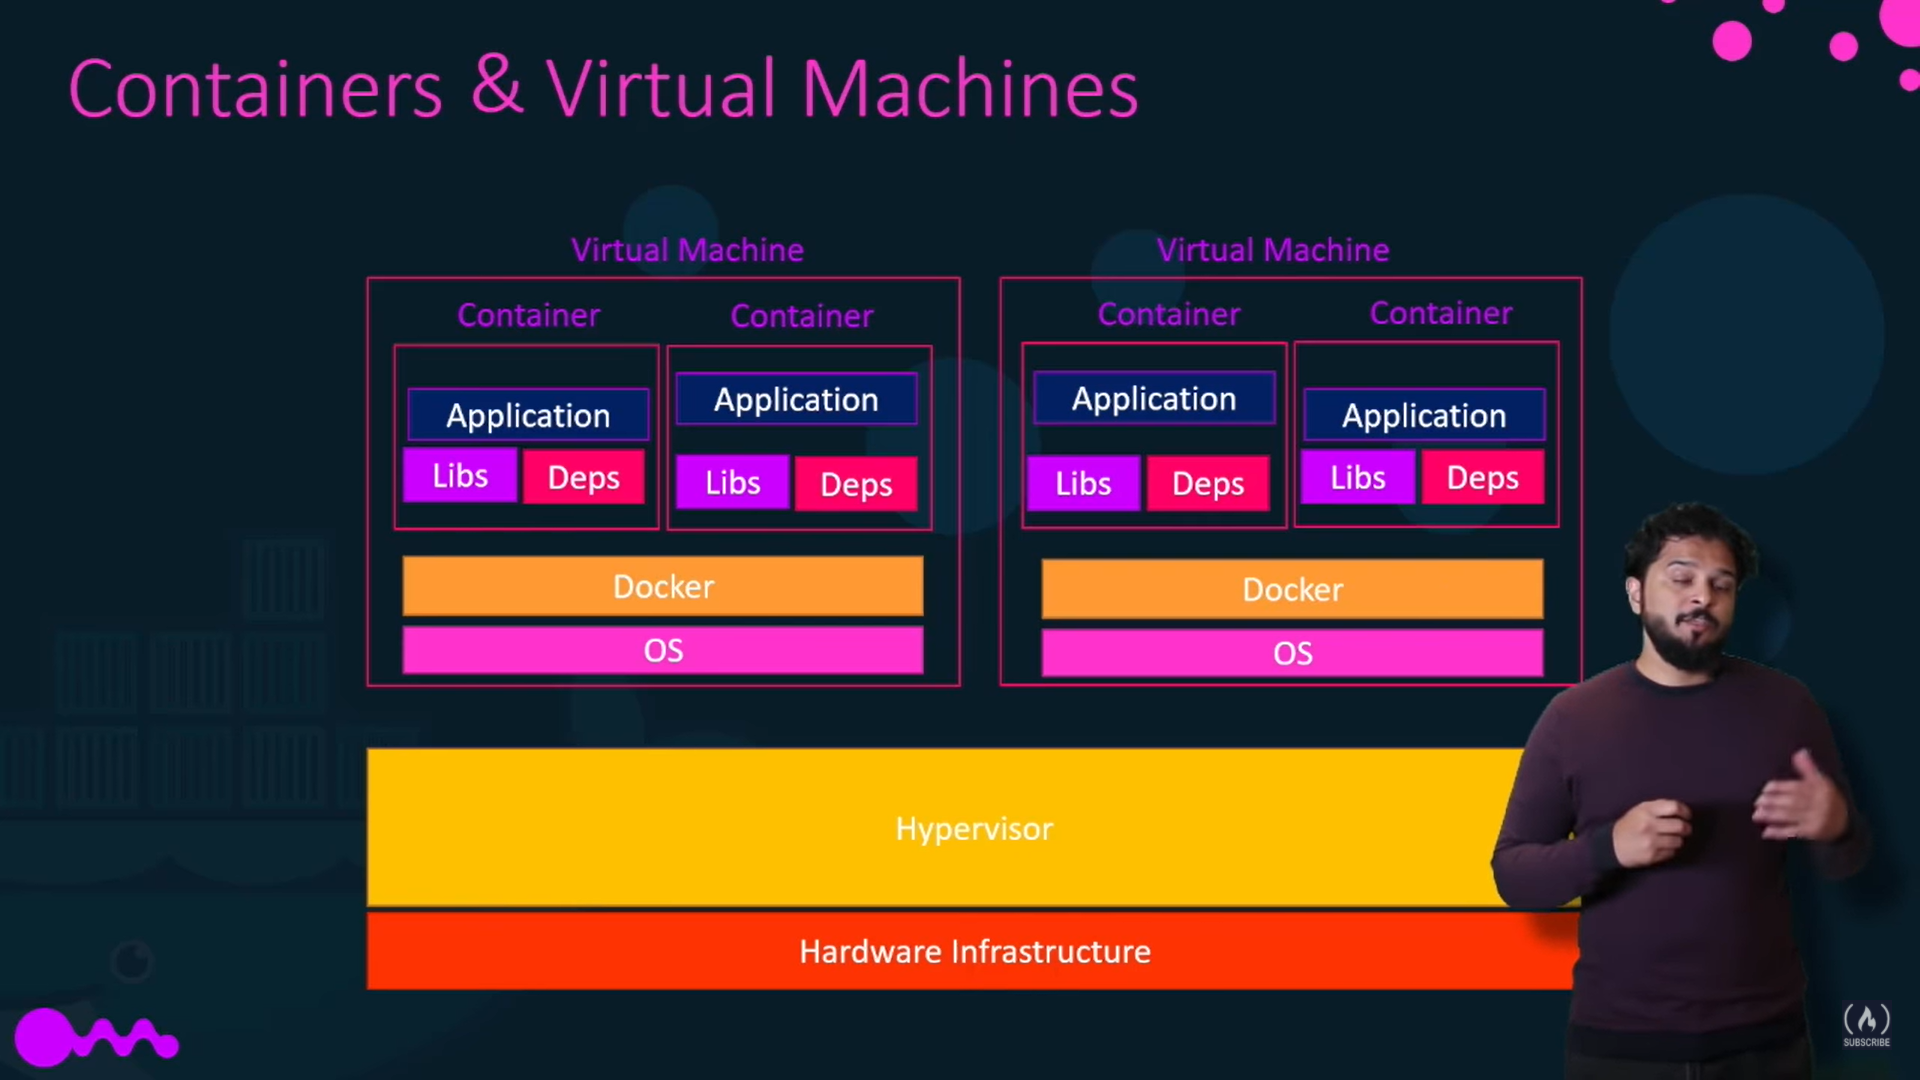 Containers & Virtual Machines
Virtual Machine
Virtual Machine
Container
Container
Container
Container
Application
Application
Application
Application
Libs
Deps
Libs
Deps
Libs
Deps
Libs
Deps
Docker
Docker
OS
OS
Hypervisor
Hardware Infrastructure
SUBSCRIBE